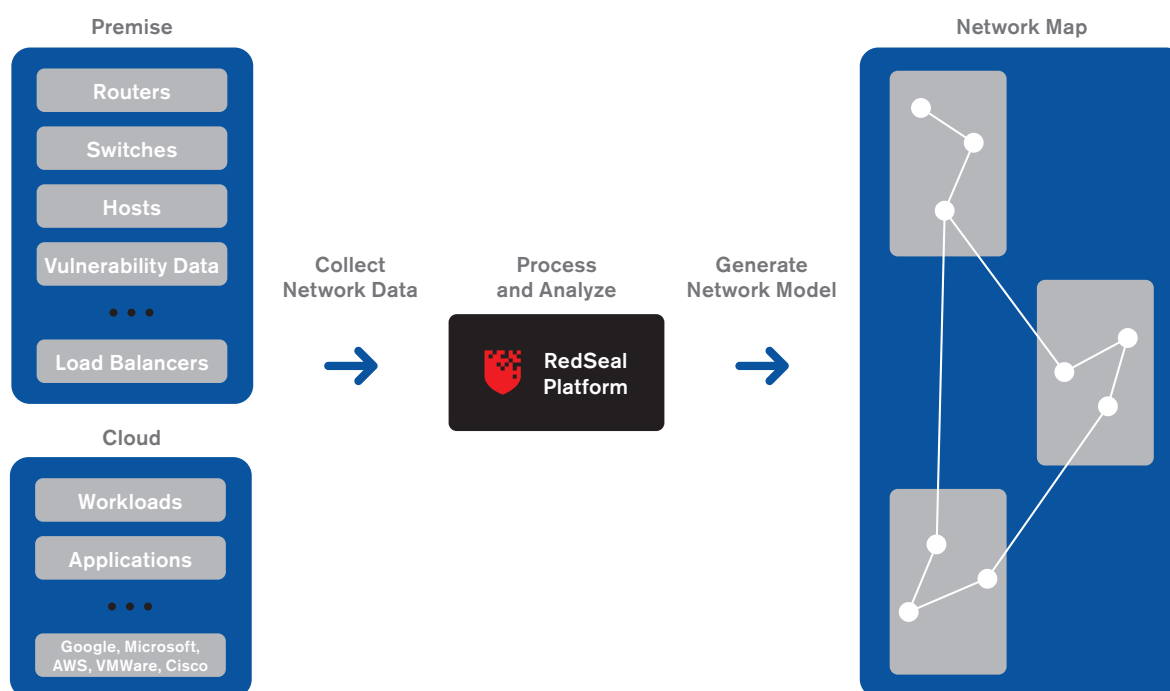 Premise
Routers
Switches
Hosts
Vulnerability Data
Load Balancers
Cloud
Workloads
Applications
Google, Microsoft,
AWS, VMWare, Cisco
Collect
Network Data
Process
and Analyze
RedSeal
Platform
Generate
Network Model
Network Map